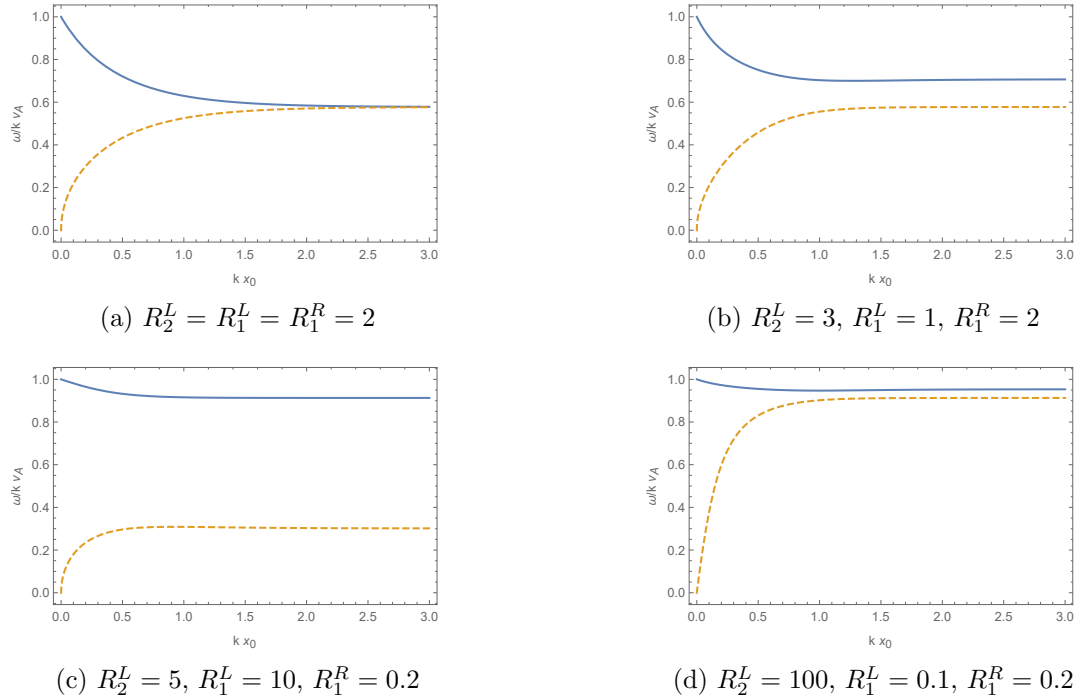 1.0
0.8
0.6
0.4
0.2
0.0
ω/k v_A
0.0 0.5 1.0 1.5 2.0 2.5 3.0
k x_0
(a) R_2^L = R_1^L = R_1^R = 2
1.0
0.8
0.6
0.4
0.2
0.0
ω/k v_A
0.0 0.5 1.0 1.5 2.0 2.5 3.0
k x_0
(b) R_2^L = 3, R_1^L = 1, R_1^R = 2
1.0
0.8
0.6
0.4
0.2
0.0
ω/k v_A
0.0 0.5 1.0 1.5 2.0 2.5 3.0
k x_0
(c) R_2^L = 5, R_1^L = 10, R_1^R = 0.2
1.0
0.8
0.6
0.4
0.2
0.0
ω/k v_A
0.0 0.5 1.0 1.5 2.0 2.5 3.0
k x_0
(d) R_2^L = 100, R_1^L = 0.1, R_1^R = 0.2